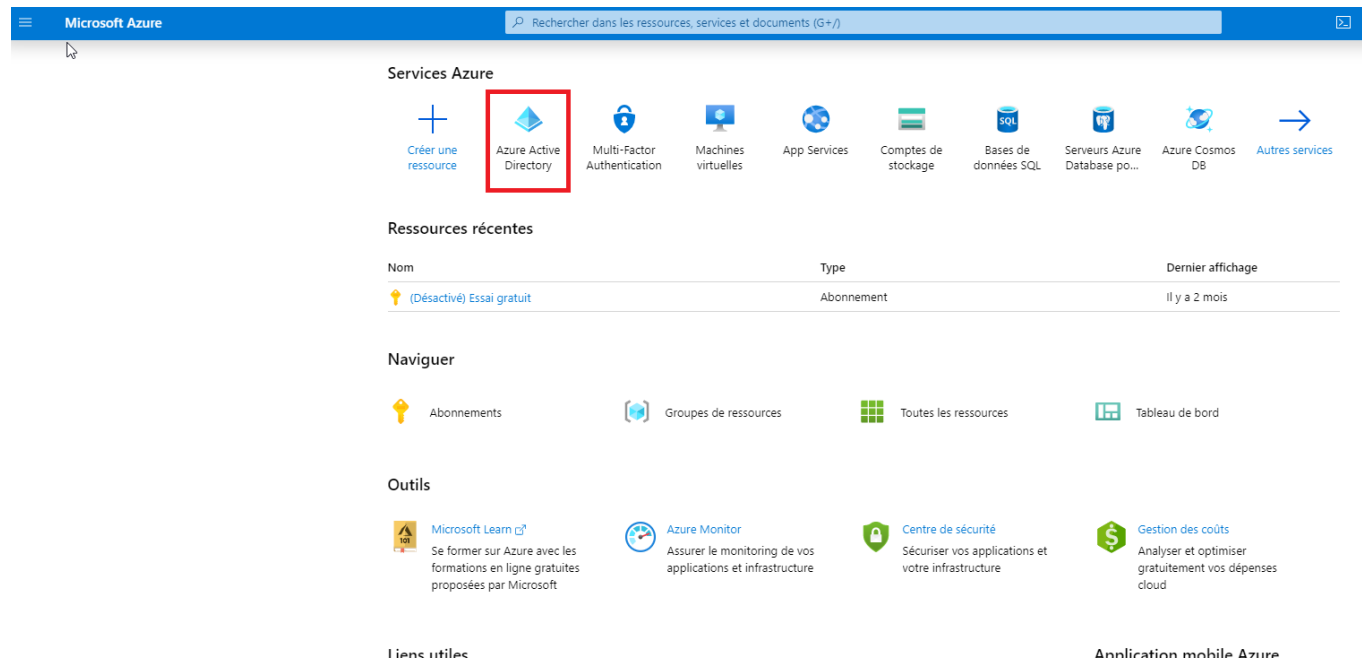 Microsoft Azure
Rechercher dans les ressources, services et documents (G+/)
Services Azure
Créer une
ressource
Azure Active
Directory
Multi-Factor
Authentication
Machines
virtuelles
App Services
Comptes de
stockage
SQL
Bases de
données SQL
Serveurs Azure
Database po...
Azure Cosmos
DB
Autres services
Ressources récentes
Nom Type Dernier affichage
(Désactivé) Essai gratuit Abonnement Il y a 2 mois
Naviguer
Abonnements Groupes de ressources Toutes les ressources Tableau de bord
Outils
101
Microsoft Learn
Se former sur Azure avec les
formations en ligne gratuites
proposées par Microsoft
Azure Monitor
Assurer le monitoring de vos
applications et infrastructure
Centre de sécurité
Sécuriser vos applications et
votre infrastructure
$
Gestion des coûts
Analyser et optimiser
gratuitement vos dépenses
cloud
Liens utiles Application mobile Azure